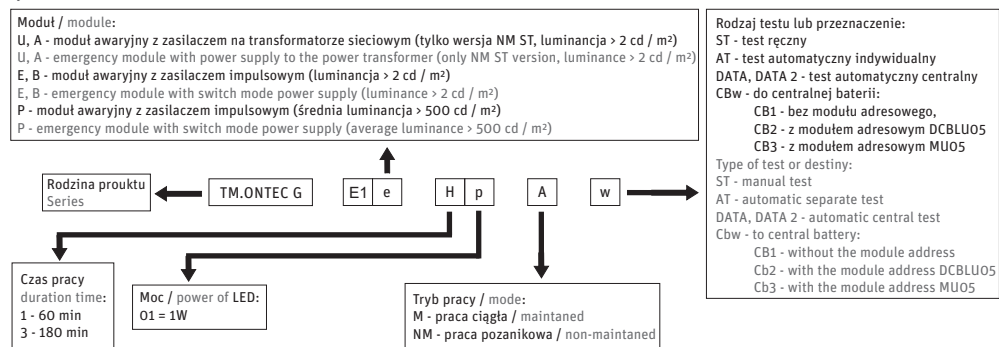 Moduł / module:
U, A - moduł awaryjny z zasilaczem na transformatorze sieciowym (tylko wersja NM ST, luminancja > 2 cd / m²)
U, A - emergency module with power supply to the power transformer (only NM ST version, luminance > 2 cd / m²)
E, B - moduł awaryjny z zasilaczem impulsowym (luminancja > 2 cd / m²)
E, B - emergency module with switch mode power supply (luminance > 2 cd / m²)
P - moduł awaryjny z zasilaczem impulsowym (średnia luminancja > 500 cd / m²)
P - emergency module with switch mode power supply (average luminance > 500 cd / m²)
Rodzaj testu lub przeznaczenie:
ST - test ręczny
AT - test automatyczny indywidualny
DATA, DATA 2 - test automatyczny centralny
CBw - do centralnej baterii:
CB1 - bez modułu adresowego,
CB2 - z modułem adresowym DCBLU05
CB3 - z modułem adresowym MU05
Type of test or destiny:
ST - manual test
AT - automatic separate test
DATA, DATA 2 - automatic central test
Cbw - to central battery:
CB1 - without the module address
Cb2 - with the module address DCBLU05
Cb3 - with the module address MU05
Rodzina prouktu
Series
TM.ONTEC G
E1 e
H p
A
w
Czas pracy
duration time:
1 - 60 min
3 - 180 min
Moc / power of LED:
01 = 1W
Tryb pracy / mode:
M - praca ciągła / maintaned
NM - praca pozanikowa / non-maintaned